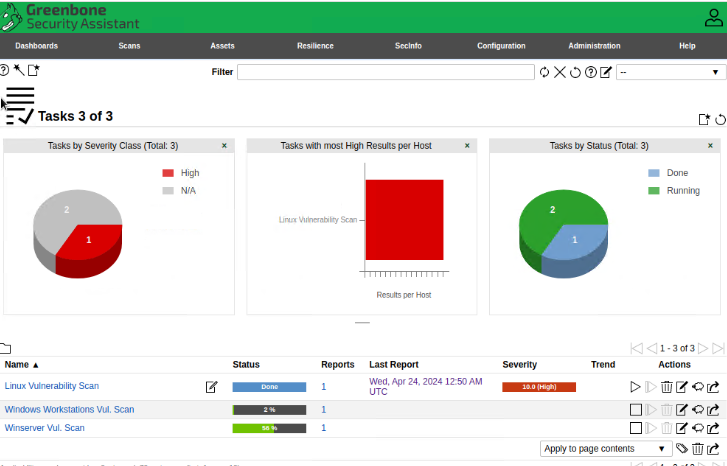 Greenbone
Security Assistant
Dashboards Scans Assets Resilience SecInfo Configuration Administration Help
Filter --
Tasks 3 of 3
Tasks by Severity Class (Total: 3) × Tasks with most High Results per Host × Tasks by Status (Total: 3) ×
High
N/A
2
1
Linux Vulnerability Scan
Results per Host
Done
Running
2
1
1 - 3 of 3
Name ▲ Status Reports Last Report Severity Trend Actions
Linux Vulnerability Scan Done 1 Wed, Apr 24, 2024 12:50 AM UTC 10.0 (High)
Windows Workstations Vul. Scan 2 % 1
Winserver Vul. Scan 56 % 1
Apply to page contents ▼